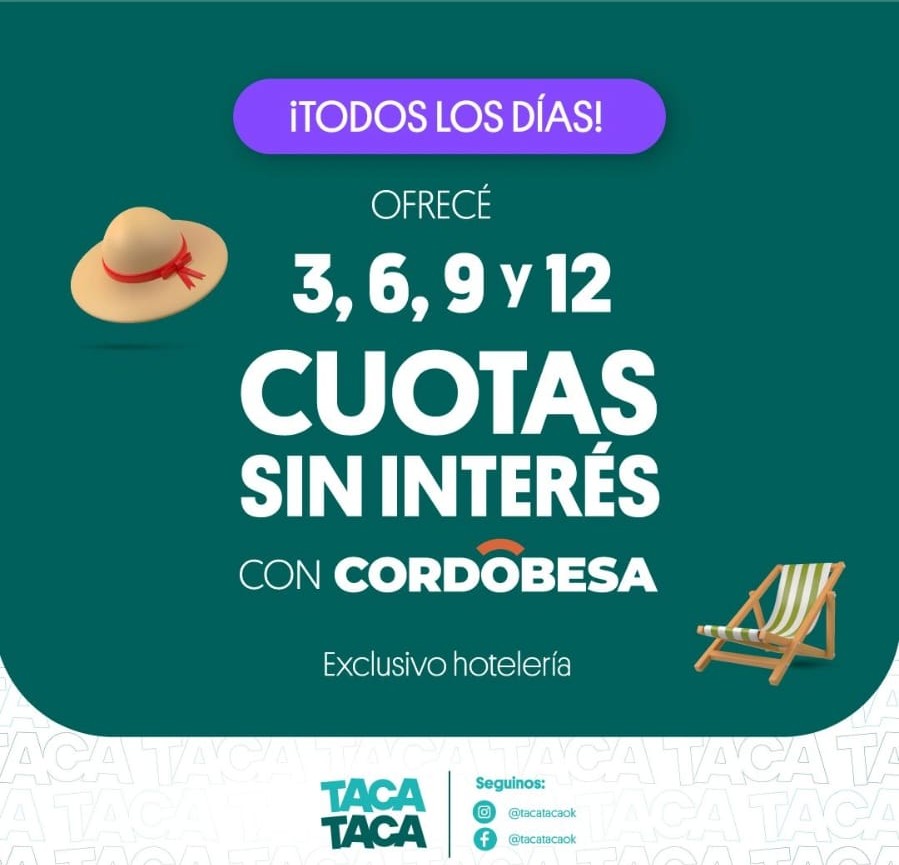 ¡TODOS LOS DÍAS!
OFRECÉ
3, 6, 9 Y 12
CUOTAS
SIN INTERÉS
CON CORDOBESA
Exclusivo hotelería
TACA
TACA
Seguinos:
@tacatacaok
@tacatacaok